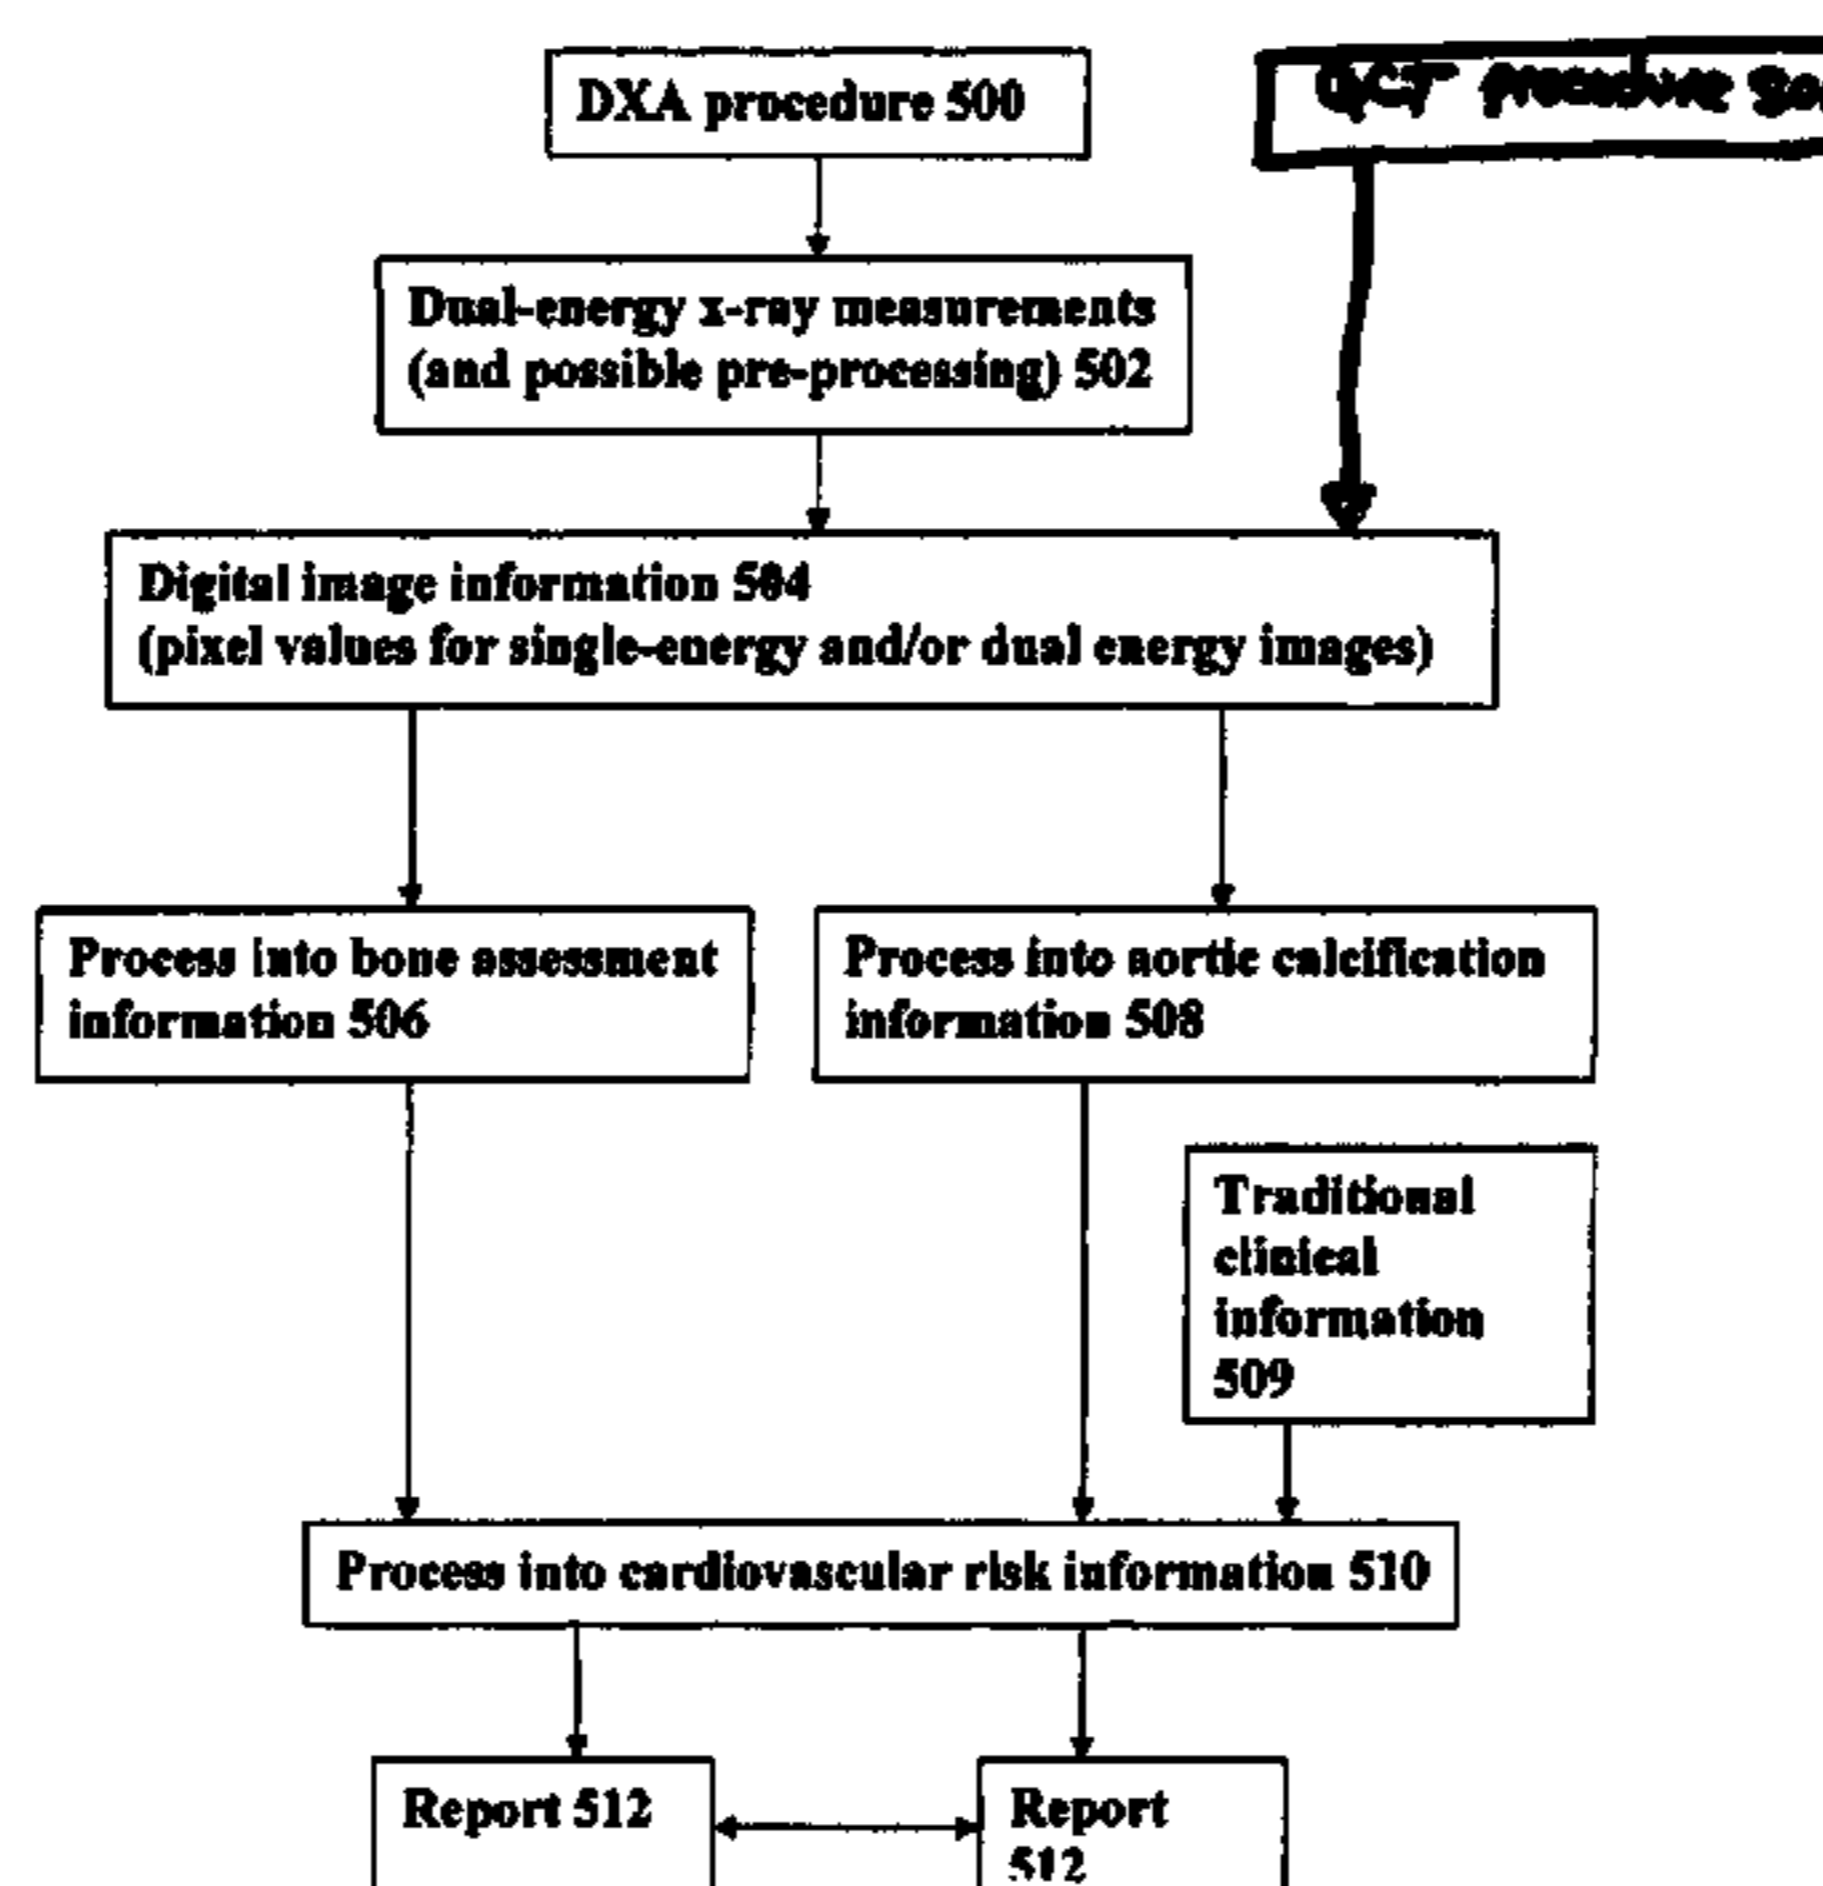 DXA procedure 500
QCT procedure
Dual-energy x-ray measurements
(and possible pre-processing) 502
Digital image information 504
(pixel values for single-energy and/or dual energy images)
Process into bone assessment
information 506
Process into aortic calcification
information 508
Traditional
clinical
information
509
Process into cardiovascular risk information 510
Report 512
Report
512